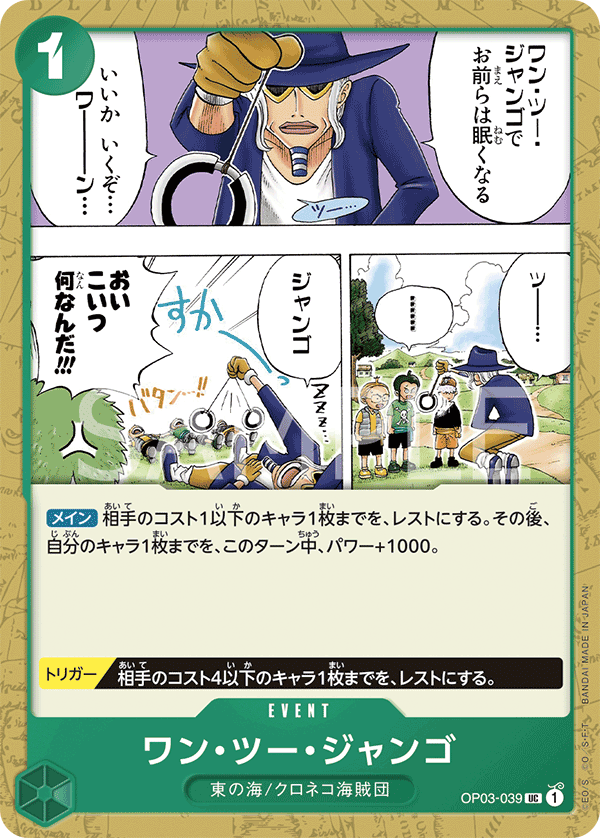 1
ワン・ツー・
ジャンゴで
お前らは眠くなる
いいか いくぞ…
ワ――ン…
ツー…
ツ――…
………
ジャンゴ
おい
こいつ
何なんだ!!!
すかー
バタン…!!
ZZZ…
SAMPLE
メイン 相手のコスト1以下のキャラ1枚までを、レストにする。その後、
自分のキャラ1枚までを、このターン中、パワー+1000。
トリガー 相手のコスト4以下のキャラ1枚までを、レストにする。
EVENT
ワン・ツー・ジャンゴ
東の海/クロネコ海賊団
OP03-039 UC 1
©E.O./S. ©S.,F.,T. BANDAI MADE IN JAPAN